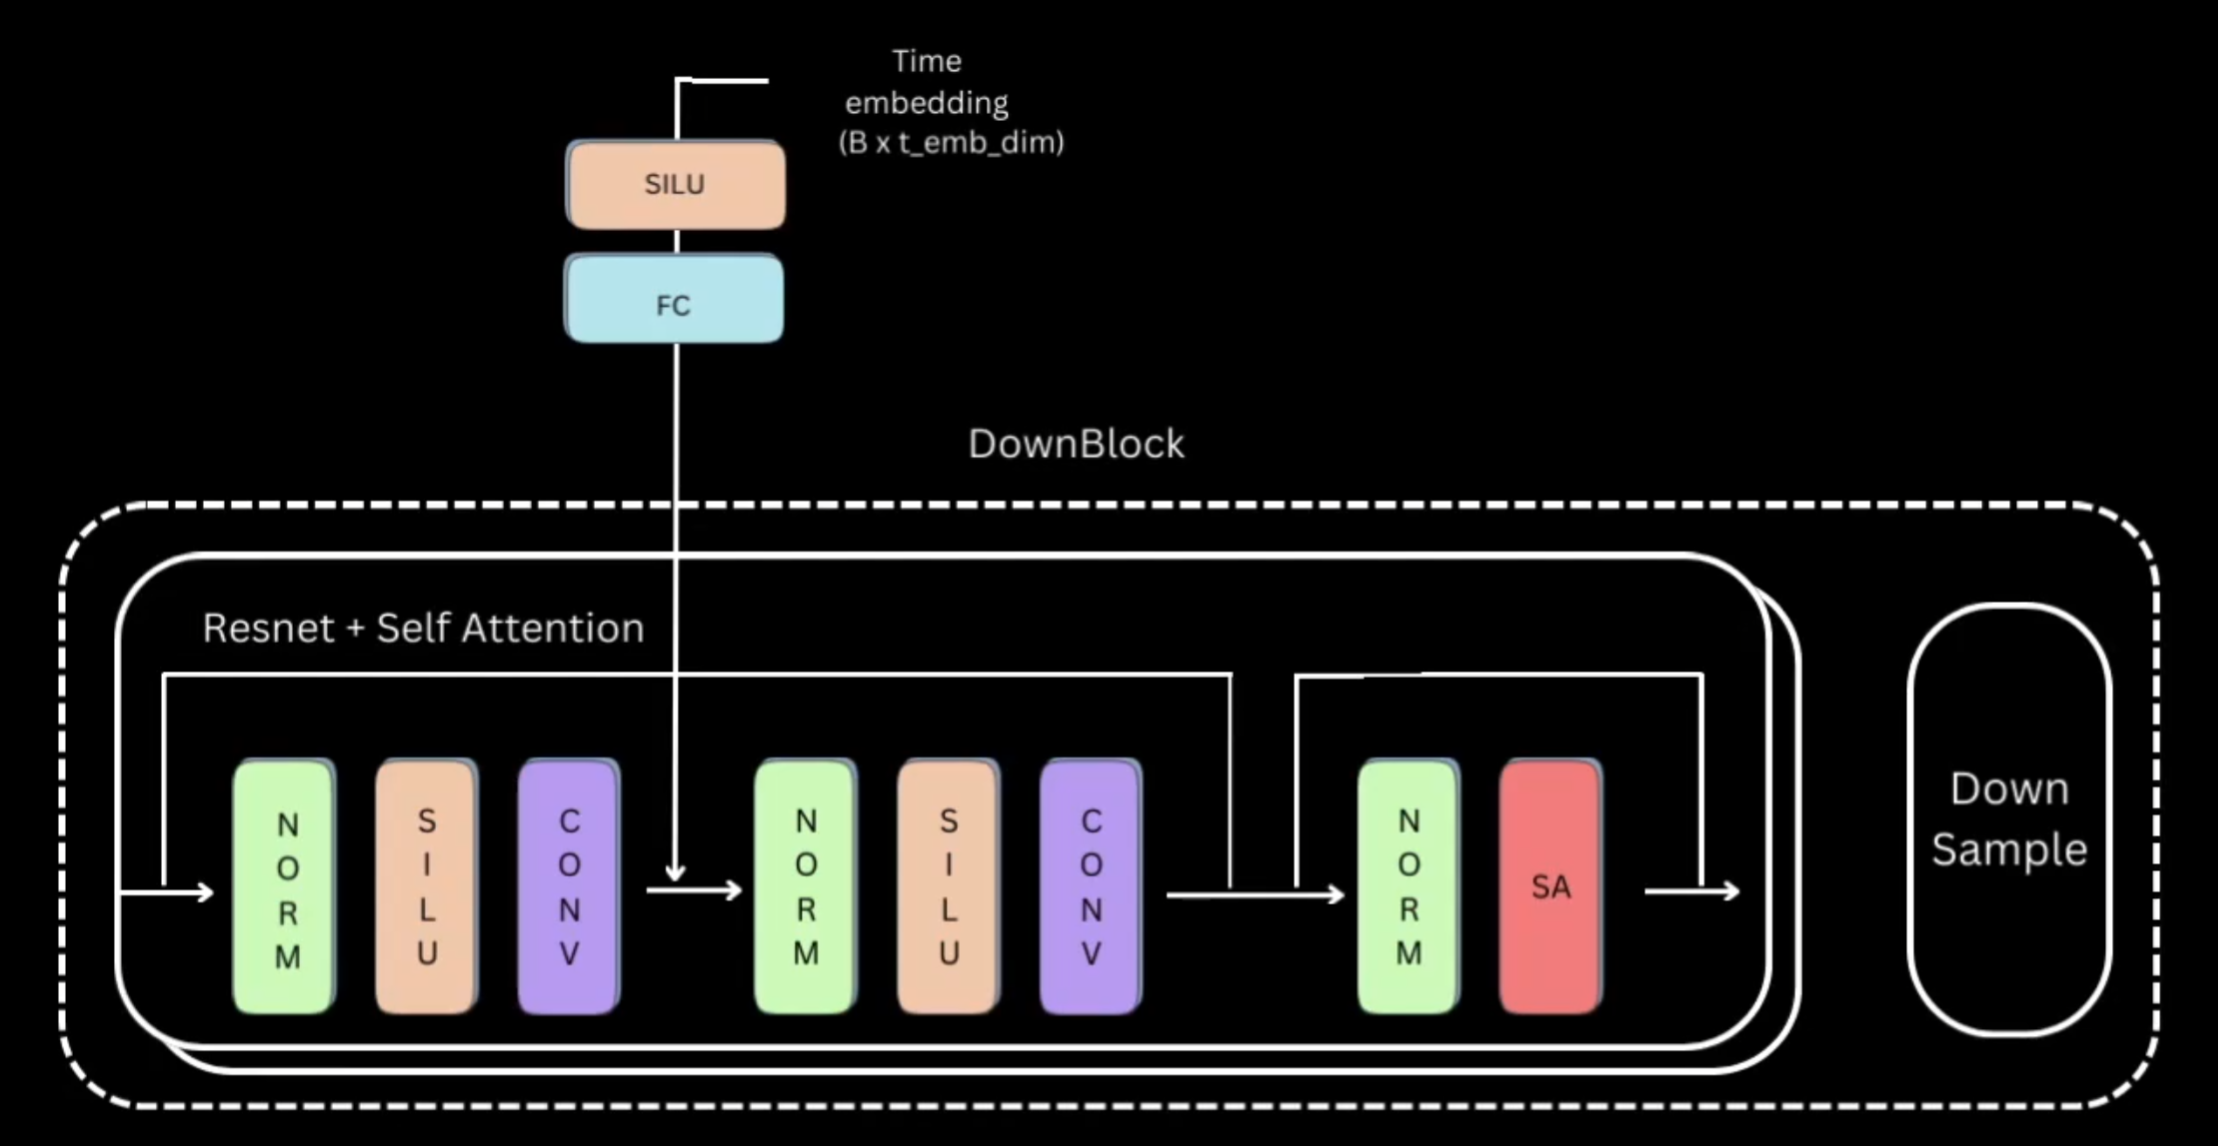 Time
embedding
(B x t_emb_dim)
SILU
FC
DownBlock
Resnet + Self Attention
NORM
SILU
CONV
NORM
SILU
CONV
NORM
SA
Down
Sample